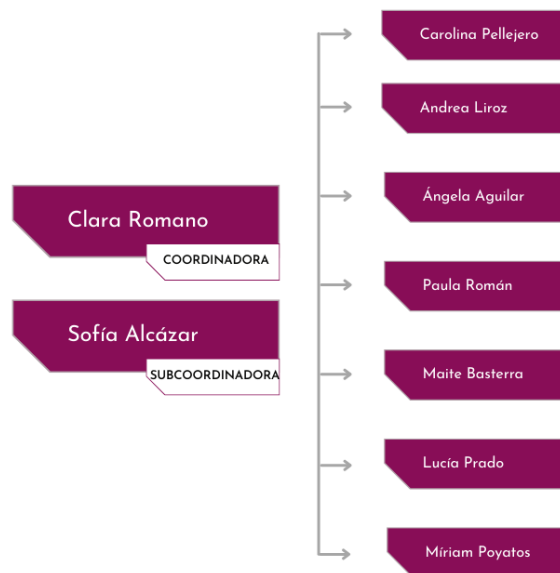 Clara Romano
COORDINADORA
Sofía Alcázar
SUBCOORDINADORA
Carolina Pellejero
Andrea Liroz
Ángela Aguilar
Paula Román
Maite Basterra
Lucía Prado
Míriam Poyatos